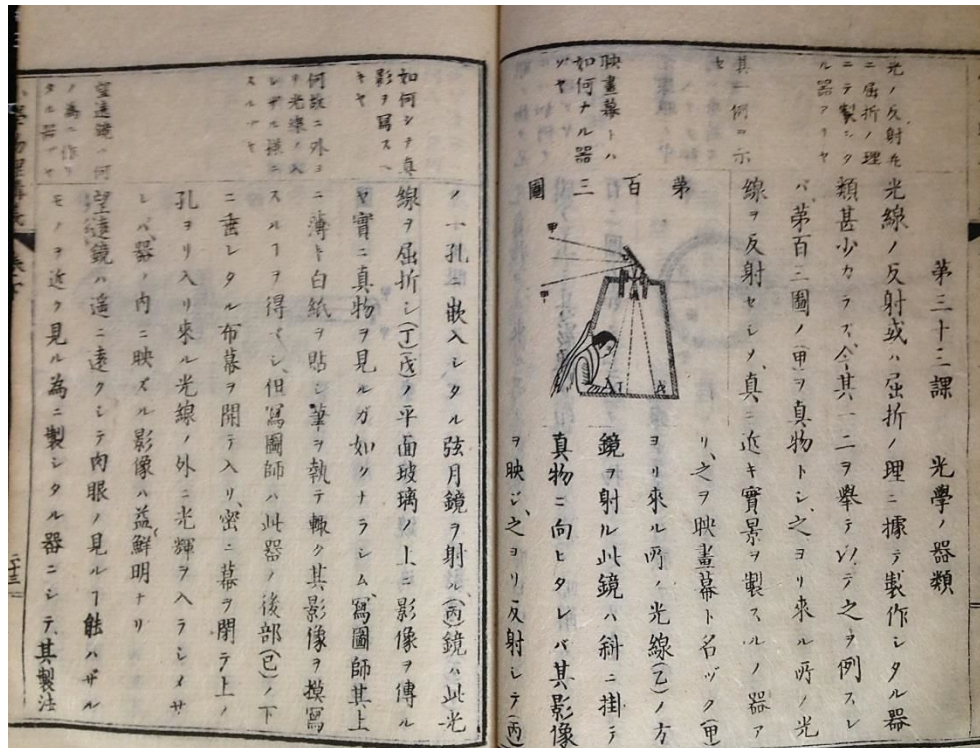 第三十三課　光學ノ器類
光ノ反射并
ニ屈折ノ理
ニテ製シタ
ル器アリヤ
光線ノ反射或ハ屈折ノ理ニ據テ製作シタル器
類甚少カラズ、今其一二ヲ舉テ以テ之ヲ例スレ
其一例ヲ示
セ
バ、第百三圖ノ(甲)ヲ真物トシ、之ヨリ來ル所ノ光
線ヲ反射セシメ、真ニ近キ實景ヲ製スルノ器ア
映畫幕トハ
如何ナル器
ゾヤ
第百三圖
甲
甲
リ、之ヲ映畫幕ト名ヅク(甲)
ヨリ來ル所ノ光線(乙)ノ方
鏡ヲ射ル此鏡ハ斜ニ掛テ
真物ニ向ヒタレバ其影像
ヲ映ジ、之ヨリ反射シテ(丙)
ノ一孔ニ嵌入シタル弦月鏡ヲ射ル、(丙)鏡ハ此光
如何シテ真
影ヲ寫スヘ
キヤ
線ヲ屈折シ(丁)(戊)ノ平面玻璃ノ上ニ影像ヲ傳ル
ヤ實ニ真物ヲ見ルガ如クナラシム、寫圖師其上
何故ニ外ヨ
リ光線ノ入
ラザル樣ニ
スルヤ
ニ薄キ白紙ヲ貼シ筆ヲ執テ輙ク其影像ヲ摸寫
スルヿヲ得ベシ、但寫圖師ハ此器ノ後部(己)ノ下
ニ垂レタル布幕ヲ開テ入リ、密ニ幕ヲ閉テ上ノ
孔ヨリ入リ來ル光線ノ外ニ光輝ヲ入ラシメサ
レバ、器ノ内ニ映ズル影像ハ益鮮明ナリ
望遠鏡ハ何
ノ為ニ作リ
タル器ゾヤ
望遠鏡ハ遥ニ遠クシテ肉眼ノ見ルヿ能ハザル
モノヲ近ク見ル為ニ製シタル器ニシテ、其製法
二十三